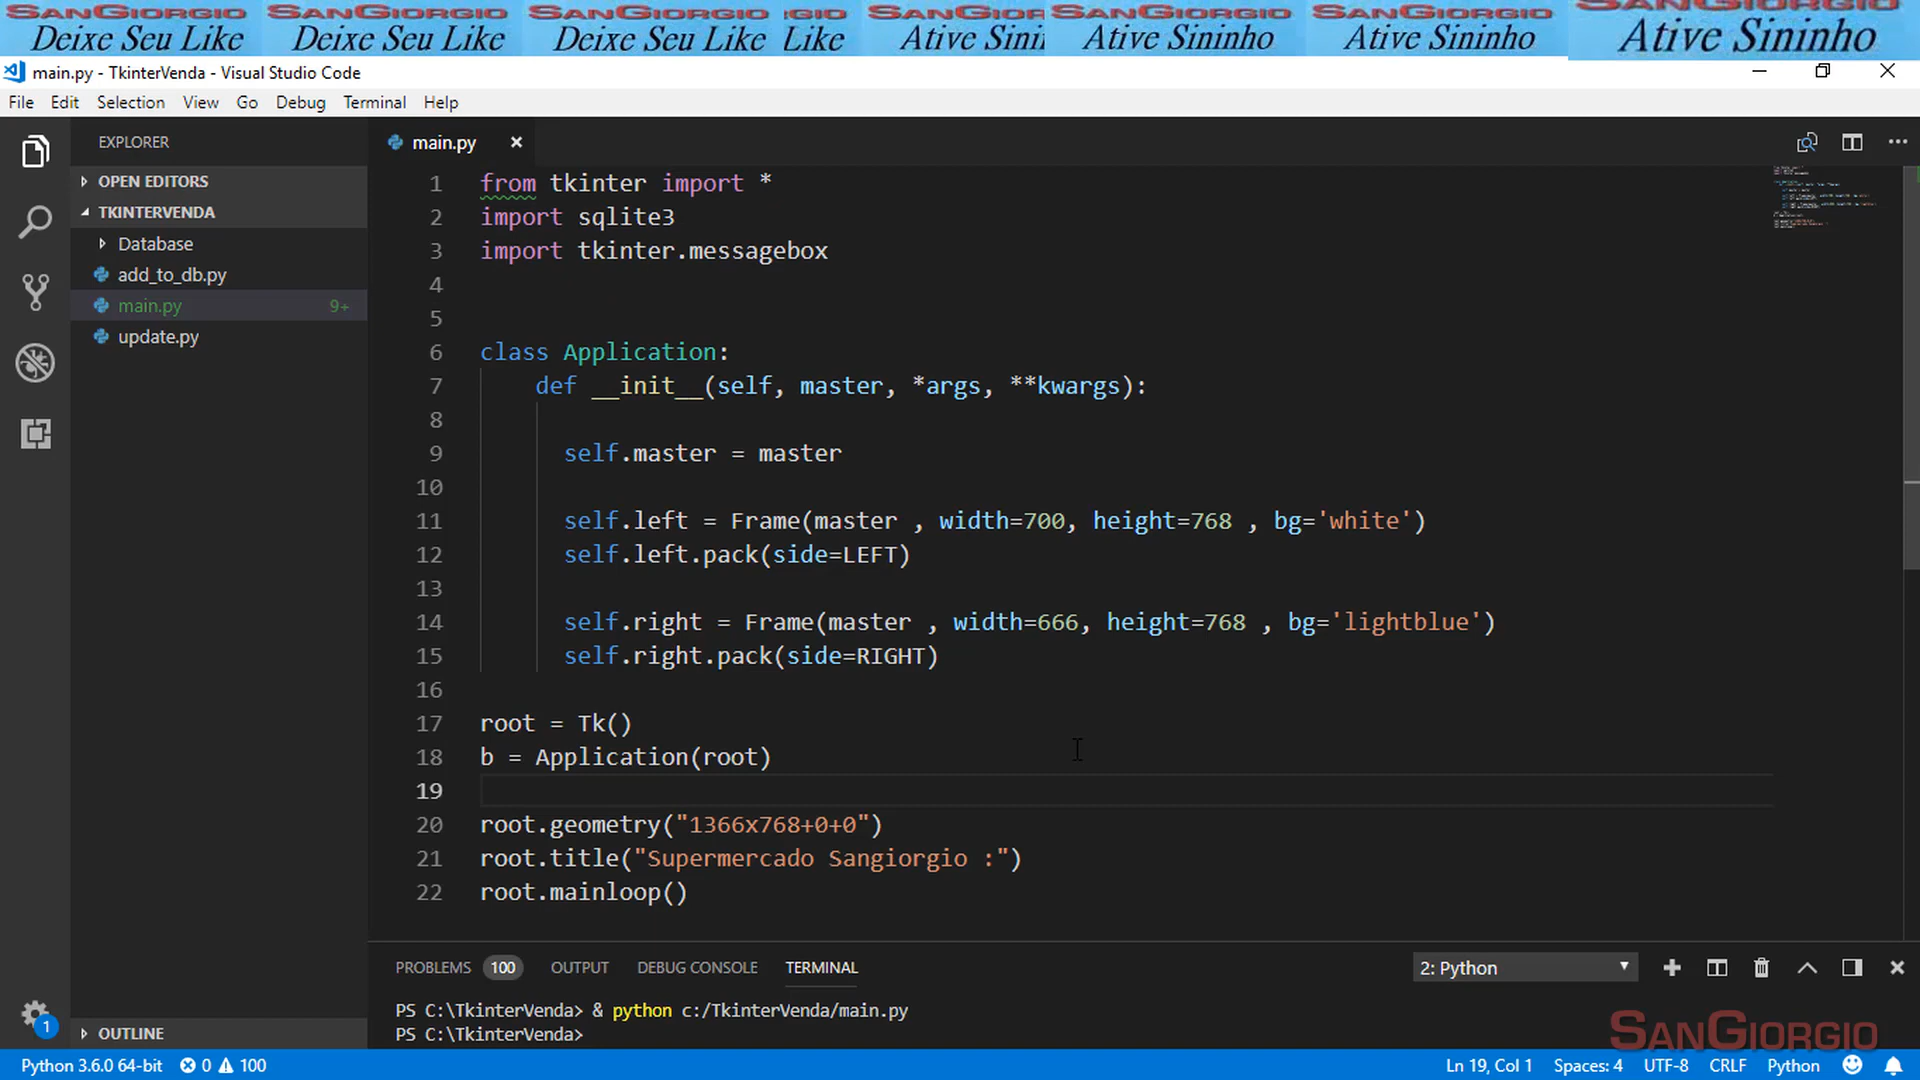 SANGIORGIO SANGIORGIO SANGIORGIO SANGIORGIO SANGIORGIO SANGIORGIO SANGIORGIO
Deixe Seu Like Deixe Seu Like Deixe Seu Like Like Ative Sini Ative Sininho Ative Sininho Ative Sininho
main.py - TkinterVenda - Visual Studio Code
File Edit Selection View Go Debug Terminal Help
EXPLORER
OPEN EDITORS
TKINTERVENDA
Database
add_to_db.py
main.py 9+
update.py
OUTLINE
1
main.py
1 from tkinter import *
2 import sqlite3
3 import tkinter.messagebox
4
5
6 class Application:
7 def __init__(self, master, *args, **kwargs):
8
9 self.master = master
10
11 self.left = Frame(master , width=700, height=768 , bg='white')
12 self.left.pack(side=LEFT)
13
14 self.right = Frame(master , width=666, height=768 , bg='lightblue')
15 self.right.pack(side=RIGHT)
16
17 root = Tk()
18 b = Application(root)
19
20 root.geometry("1366x768+0+0")
21 root.title("Supermercado Sangiorgio :")
22 root.mainloop()
PROBLEMS 100 OUTPUT DEBUG CONSOLE TERMINAL 2: Python
PS C:\TkinterVenda> & python c:/TkinterVenda/main.py
PS C:\TkinterVenda>
SANGIORGIO
Python 3.6.0 64-bit 0 100 Ln 19, Col 1 Spaces: 4 UTF-8 CRLF Python